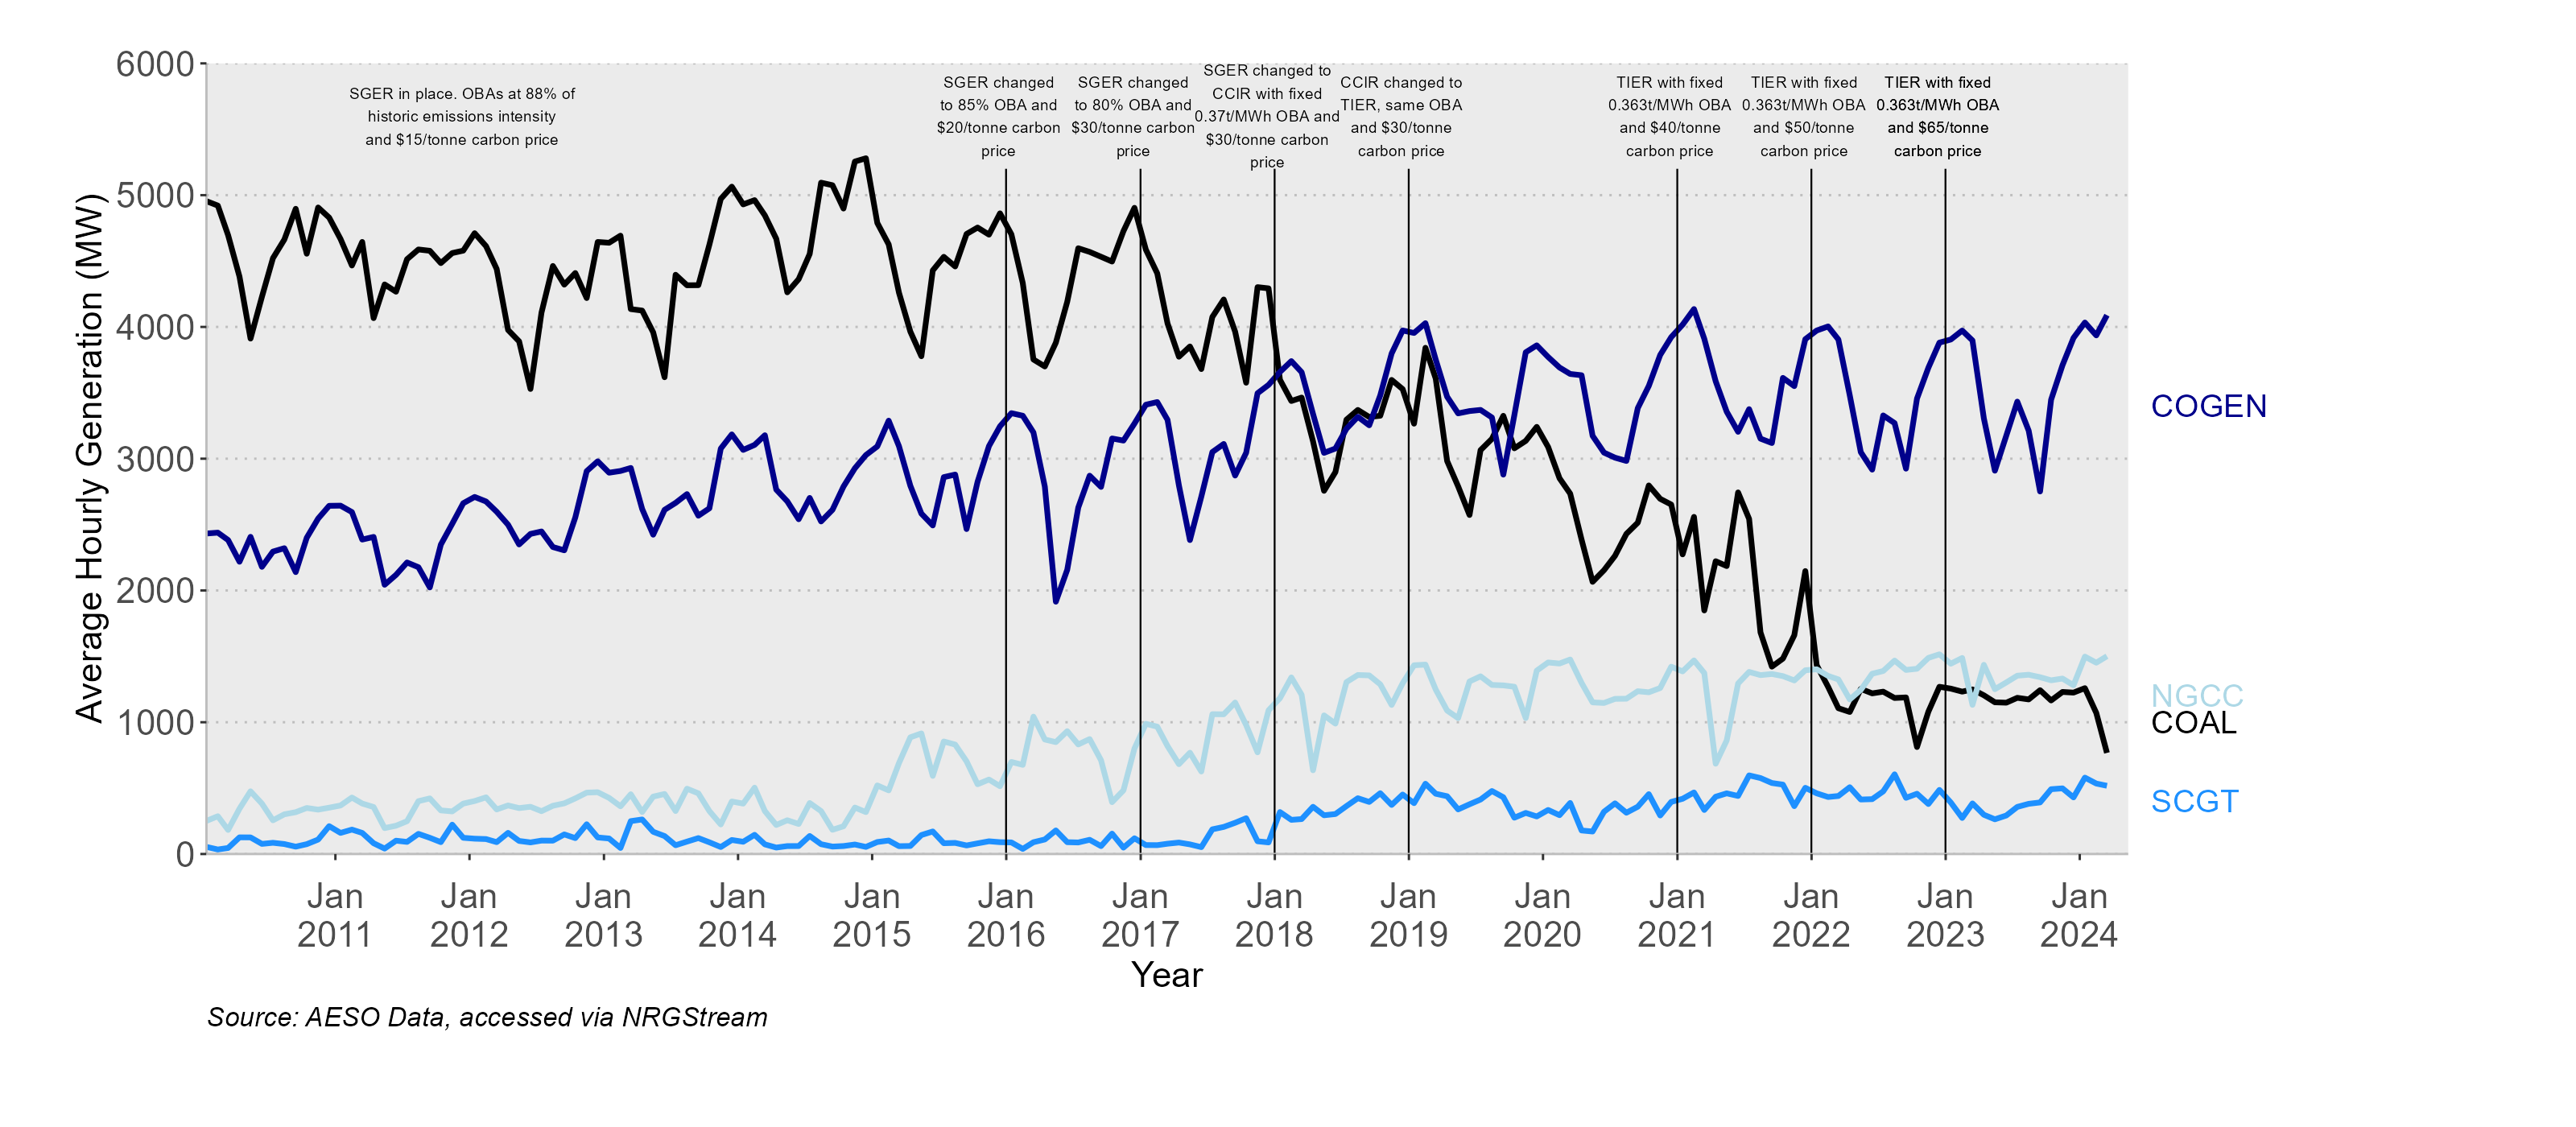 6000
5000
4000
3000
2000
1000
0
Average Hourly Generation (MW)
SGER in place. OBAs at 88% of
historic emissions intensity
and $15/tonne carbon price
SGER changed
to 85% OBA and
$20/tonne carbon
price
SGER changed
to 80% OBA and
$30/tonne carbon
price
SGER changed to
CCIR with fixed
0.37t/MWh OBA and
$30/tonne carbon
price
CCIR changed to
TIER, same OBA
and $30/tonne
carbon price
TIER with fixed
0.363t/MWh OBA
and $40/tonne
carbon price
TIER with fixed
0.363t/MWh OBA
and $50/tonne
carbon price
TIER with fixed
0.363t/MWh OBA
and $65/tonne
carbon price
COGEN
NGCC
COAL
SCGT
Jan
2011
Jan
2012
Jan
2013
Jan
2014
Jan
2015
Jan
2016
Jan
2017
Jan
2018
Jan
2019
Jan
2020
Jan
2021
Jan
2022
Jan
2023
Jan
2024
Year
Source: AESO Data, accessed via NRGStream